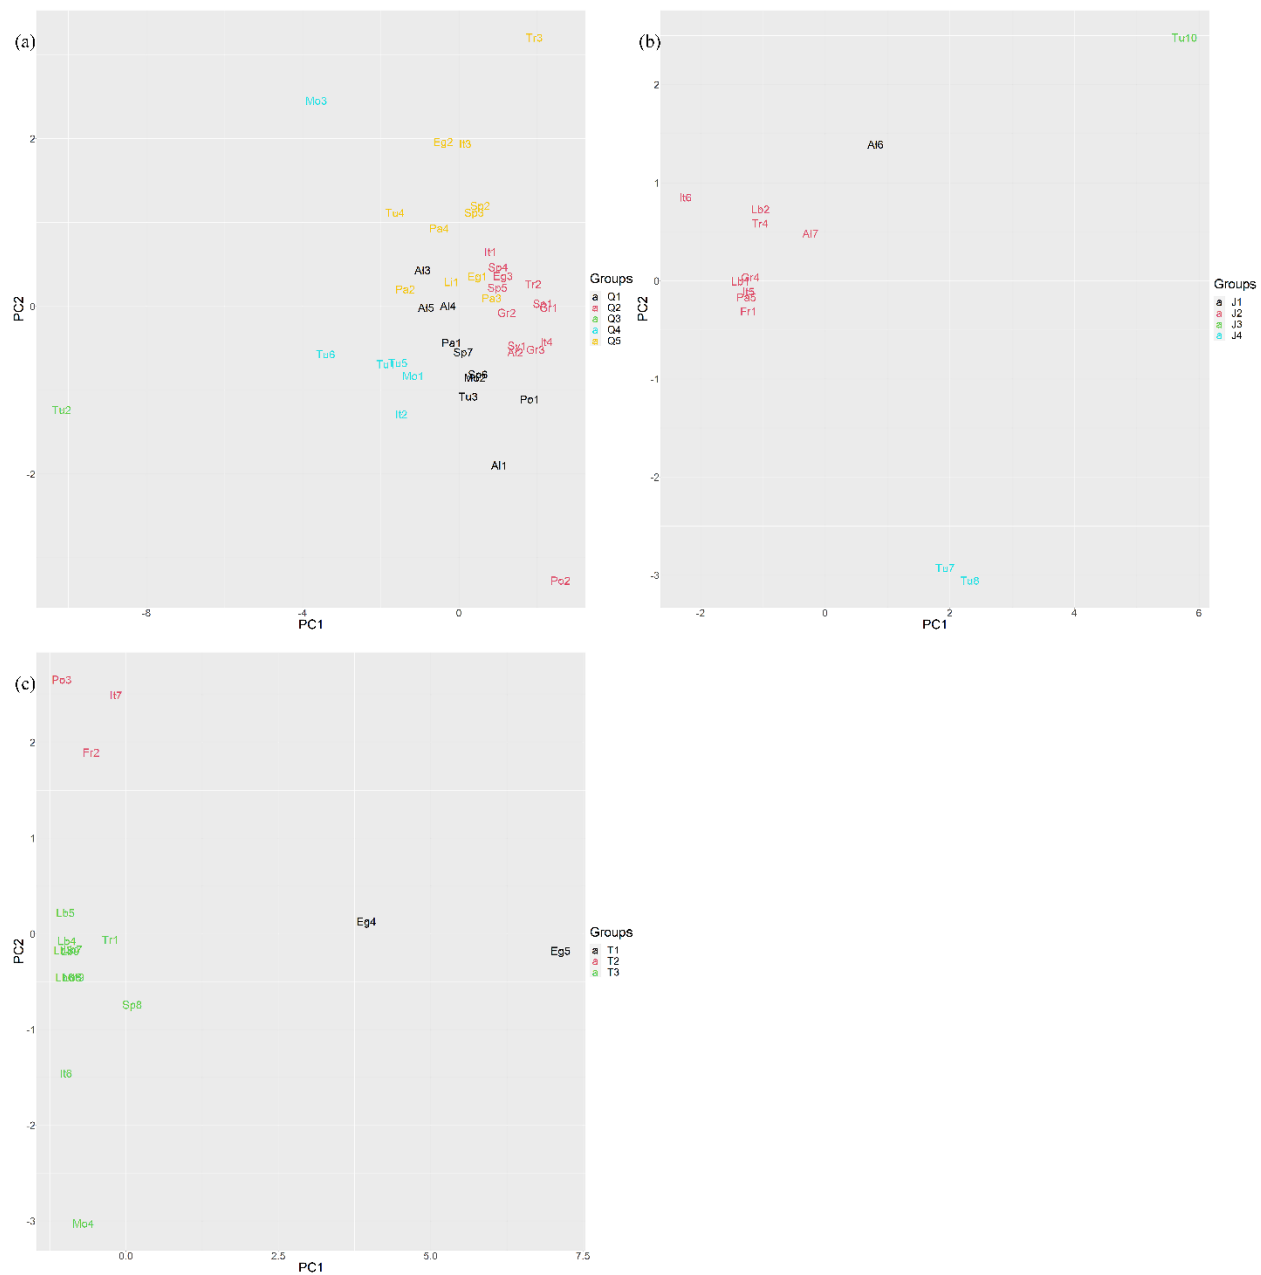 (a)
Tr3
Mo3
2
Eg2
It3
Sp2
Sp3
To4
Pa4
It1
Sp4
Al3
Eg1
Eg3
Li1
Tr2
Pa2
Sp5
Pa3
0
Al5
Al4
Gr2
Gr1
Pa1
It4
Sp7
Al2
Gr3
Tu6
Tu5
Mo1
Sp6
Mo2
Tu3
Po1
Tu2
It2
Al1
-2
Po2
PC2
-8
-4
0
PC1
Groups
a Q1
a Q2
a Q3
a Q4
a Q5
(b)
Tu10
2
Al6
1
It6
Lb2
Tr4
Al7
0
Gr4
Lb1
It5
Pa5
Fr1
-1
-2
Tu7
Tu8
-3
PC2
-2
0
2
4
6
PC1
Groups
a J1
a J2
a J3
a J4
(c)
Po3
It7
2
Fr2
1
Lb5
Eg4
0
Lb4
Tr1
Eg5
Sp8
-1
It6
-2
-3
Mo4
PC2
0.0
2.5
5.0
7.5
PC1
Groups
a T1
a T2
a T3